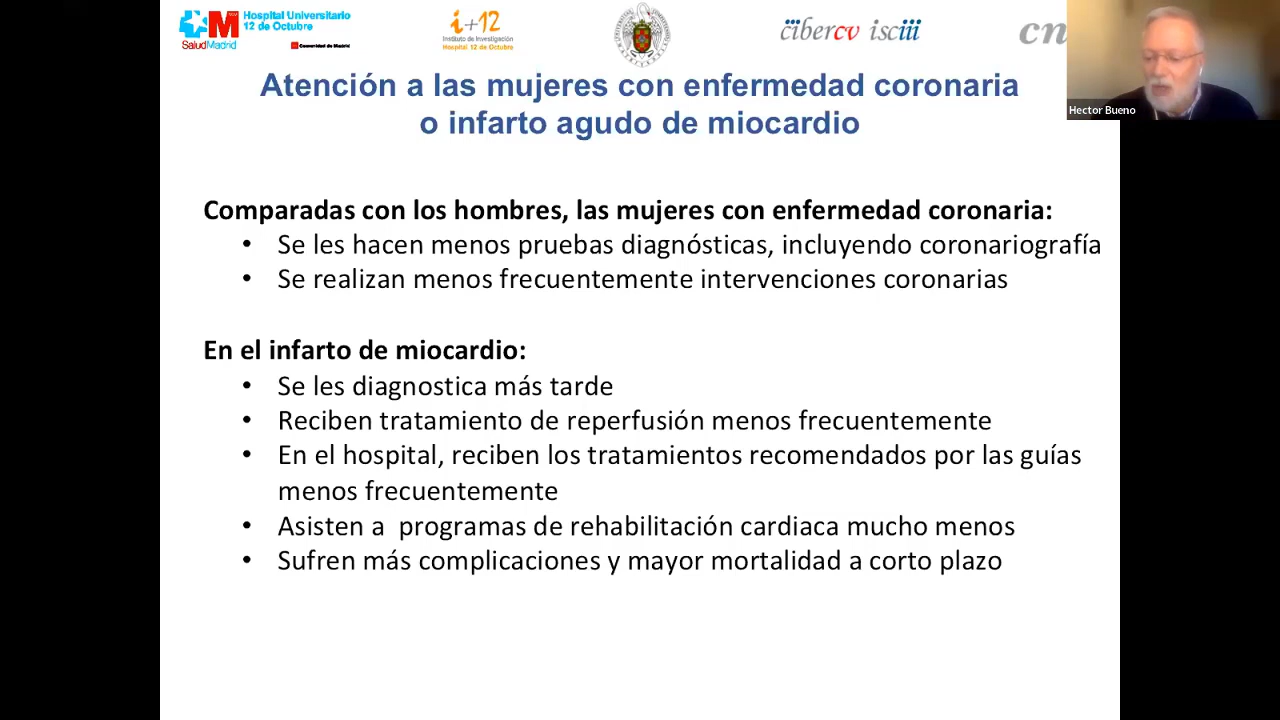 Hospital Universitario
12 de Octubre
SaludMadrid
Comunidad de Madrid
i+12
Instituto de Investigación
Hospital 12 de Octubre
cibercv isciii
cn
Hector Bueno
Atención a las mujeres con enfermedad coronaria
o infarto agudo de miocardio
Comparadas con los hombres, las mujeres con enfermedad coronaria:
• Se les hacen menos pruebas diagnósticas, incluyendo coronariografía
• Se realizan menos frecuentemente intervenciones coronarias
En el infarto de miocardio:
• Se les diagnostica más tarde
• Reciben tratamiento de reperfusión menos frecuentemente
• En el hospital, reciben los tratamientos recomendados por las guías
menos frecuentemente
• Asisten a  programas de rehabilitación cardiaca mucho menos
• Sufren más complicaciones y mayor mortalidad a corto plazo